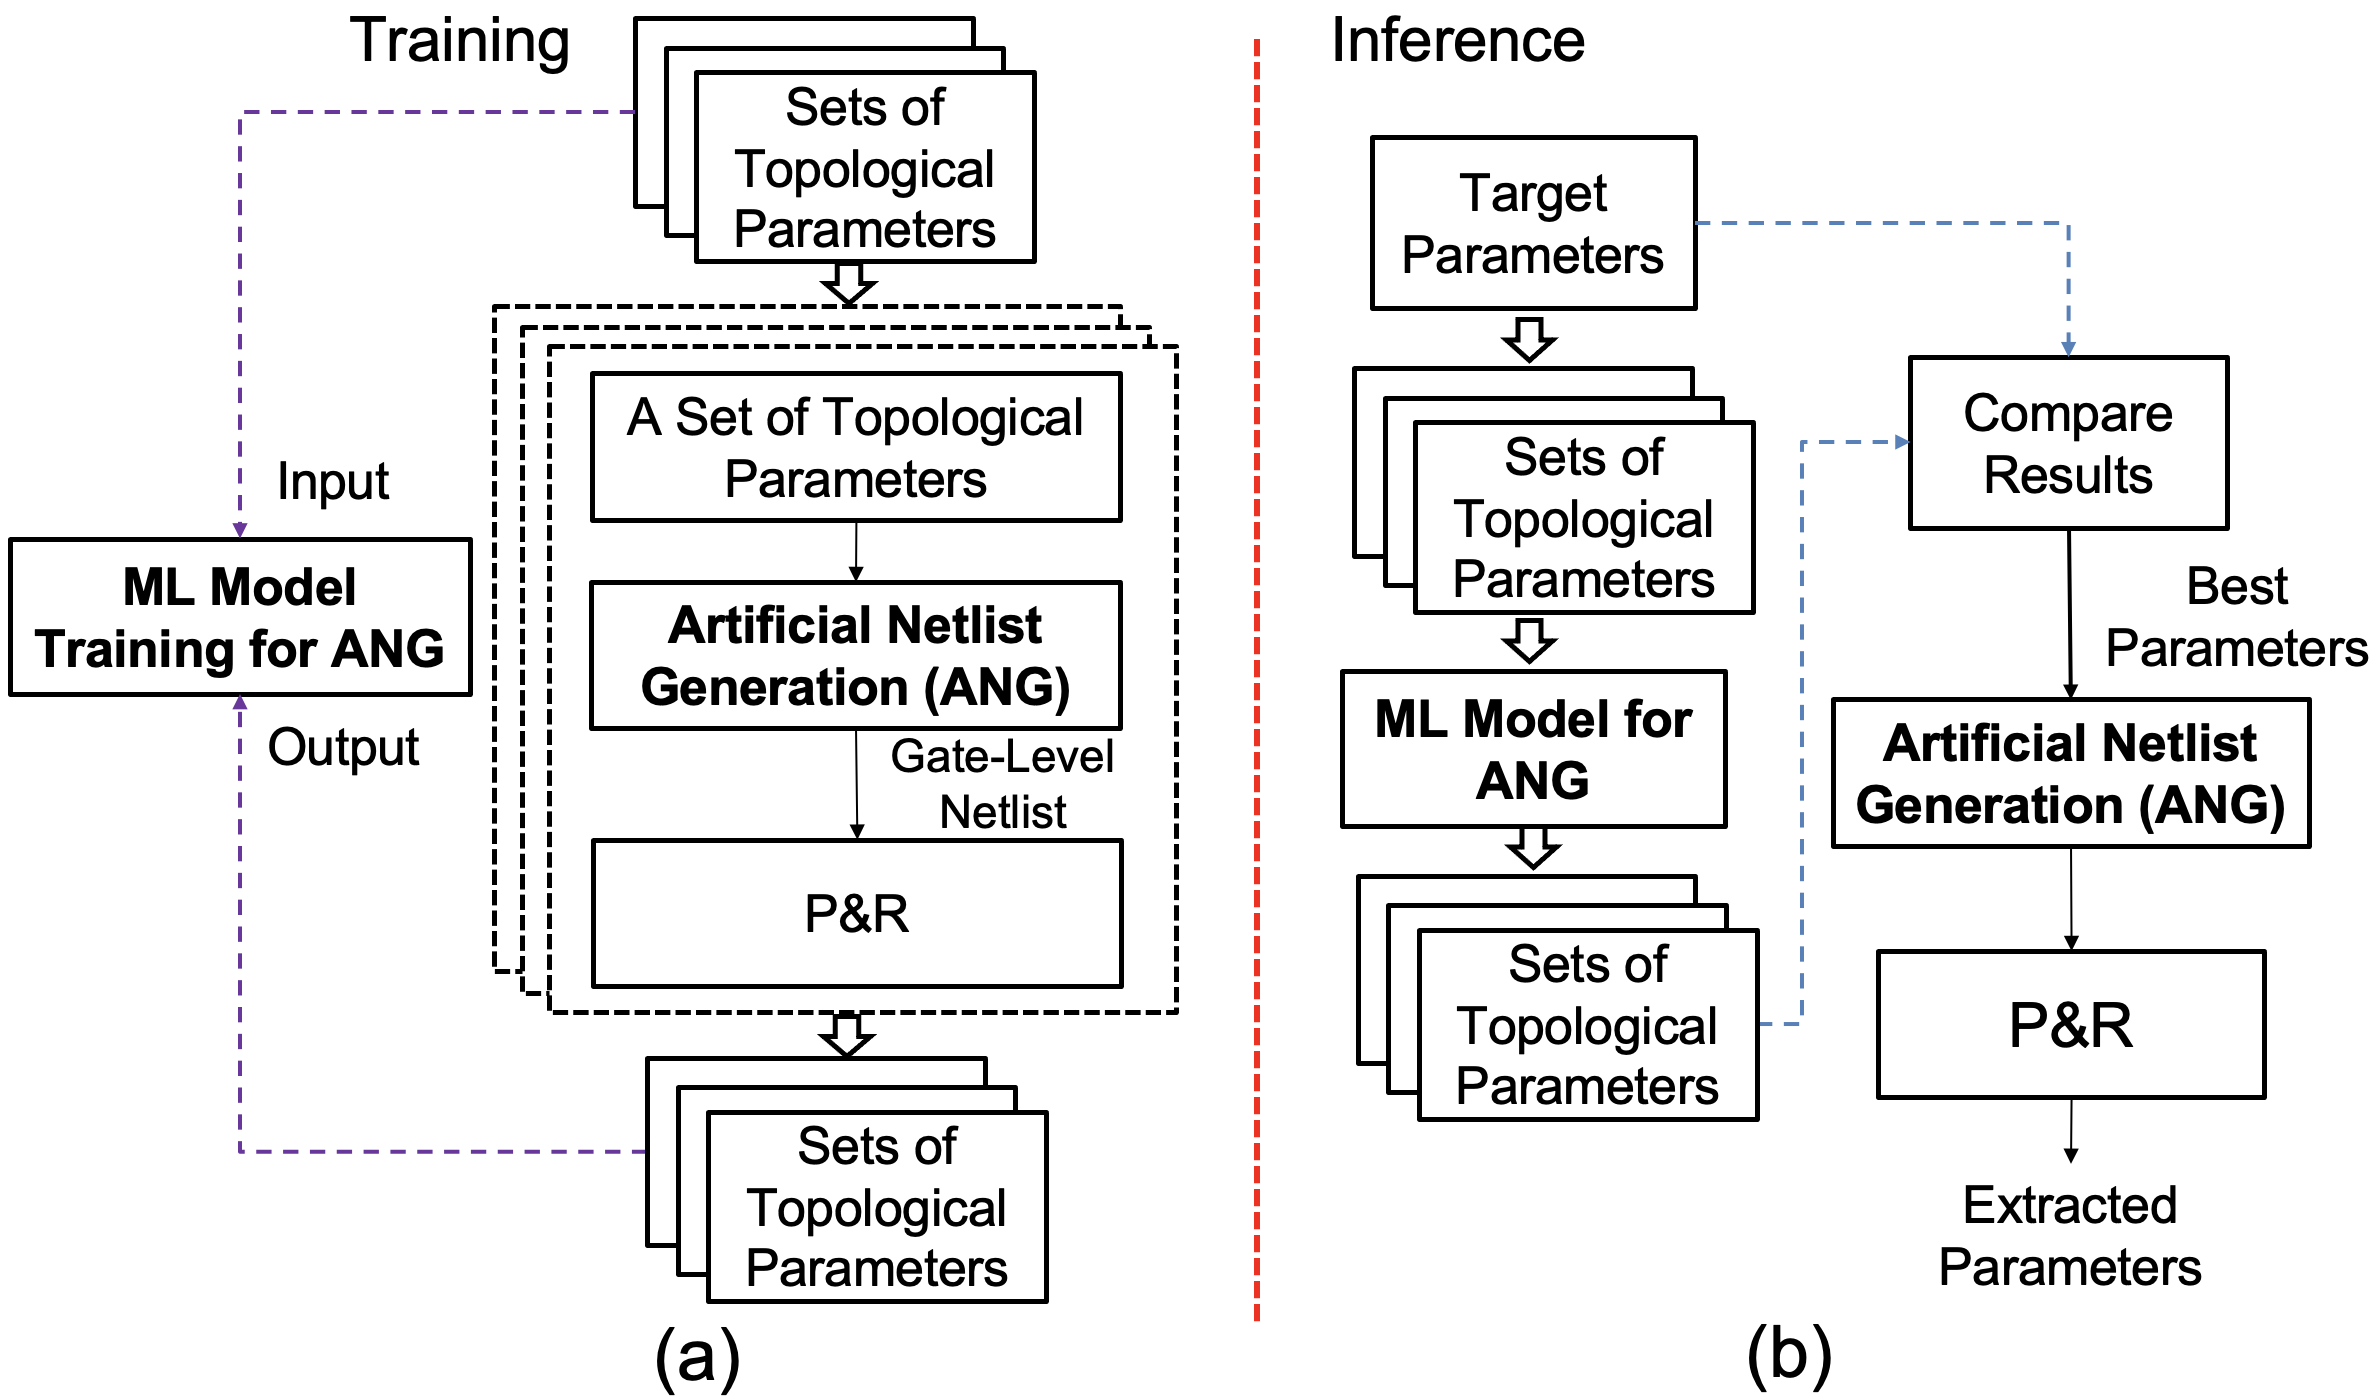 Training
Sets of
Topological
Parameters
A Set of Topological
Parameters
Input
ML Model
Training for ANG
Output
Artificial Netlist
Generation (ANG)
Gate-Level
Netlist
P&R
Sets of
Topological
Parameters
(a)
Inference
Target
Parameters
Sets of
Topological
Parameters
ML Model for
ANG
Sets of
Topological
Parameters
Compare
Results
Best
Parameters
Artificial Netlist
Generation (ANG)
P&R
Extracted
Parameters
(b)